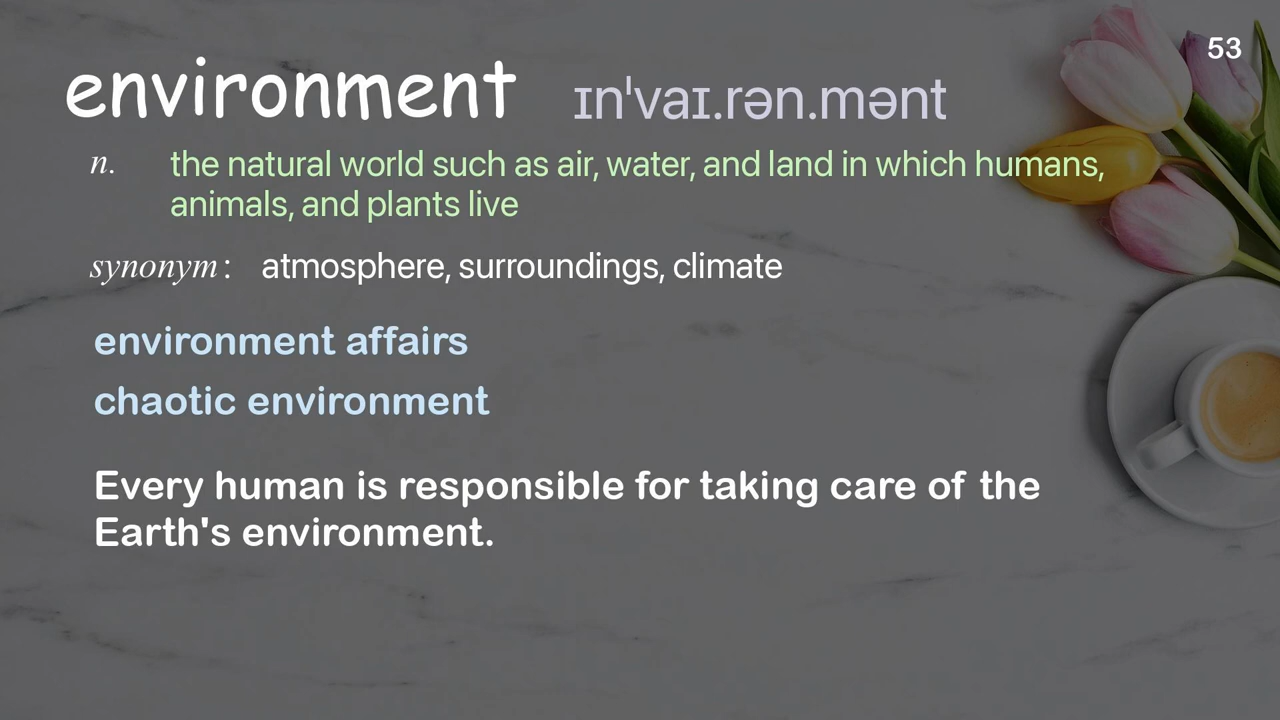 53
environment ɪnˈvaɪ.rən.mənt
n. the natural world such as air, water, and land in which humans,
animals, and plants live
synonym: atmosphere, surroundings, climate
environment affairs
chaotic environment
Every human is responsible for taking care of the
Earth's environment.